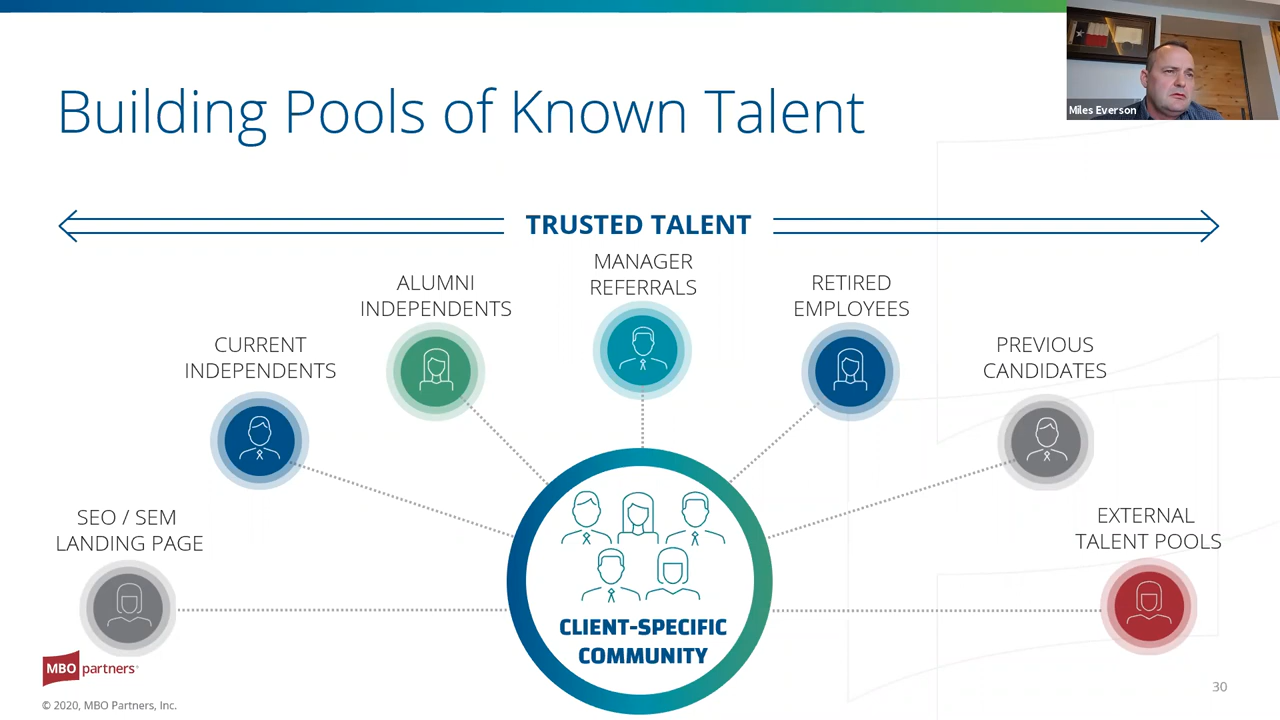 Miles Everson
Building Pools of Known Talent
TRUSTED TALENT
MANAGER
REFERRALS
ALUMNI
INDEPENDENTS
RETIRED
EMPLOYEES
CURRENT
INDEPENDENTS
PREVIOUS
CANDIDATES
SEO / SEM
LANDING PAGE
EXTERNAL
TALENT POOLS
CLIENT-SPECIFIC
COMMUNITY
MBO partners®
© 2020, MBO Partners, Inc.
30